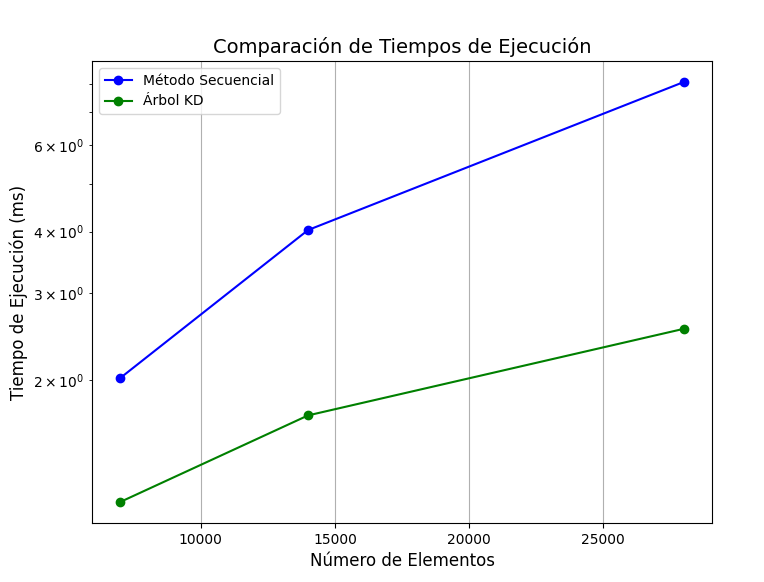 Comparación de Tiempos de Ejecución
Método Secuencial
Árbol KD
6 × 10⁰
4 × 10⁰
3 × 10⁰
2 × 10⁰
Tiempo de Ejecución (ms)
10000 15000 20000 25000
Número de Elementos